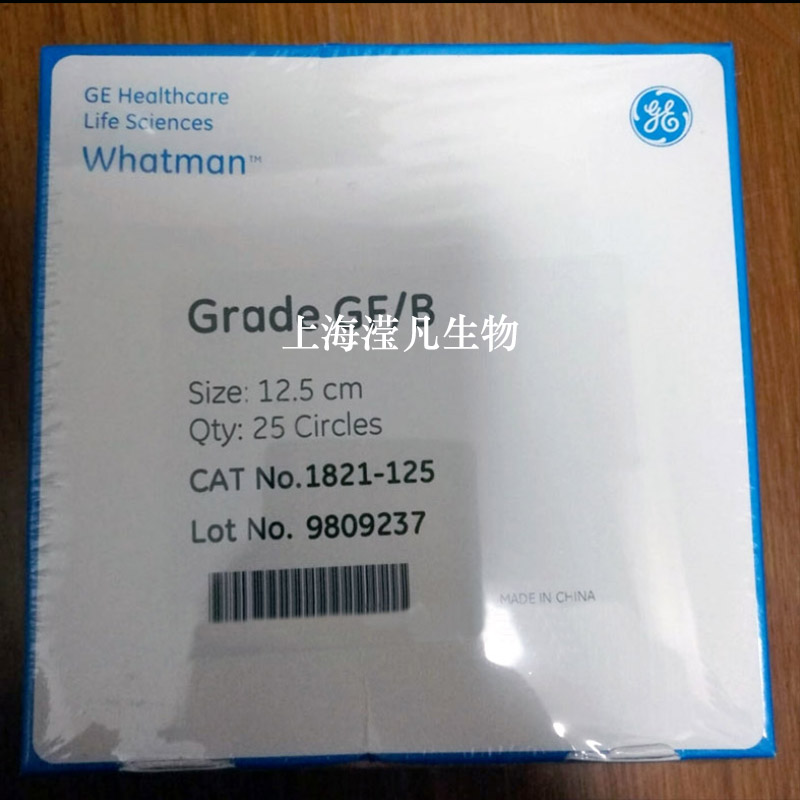 GE Healthcare
Life Sciences
Whatman™
GE
Grade GF/B
上海滢凡生物
Size: 12.5 cm
Qty: 25 Circles
CAT No.1821-125
Lot No. 9809237
MADE IN CHINA